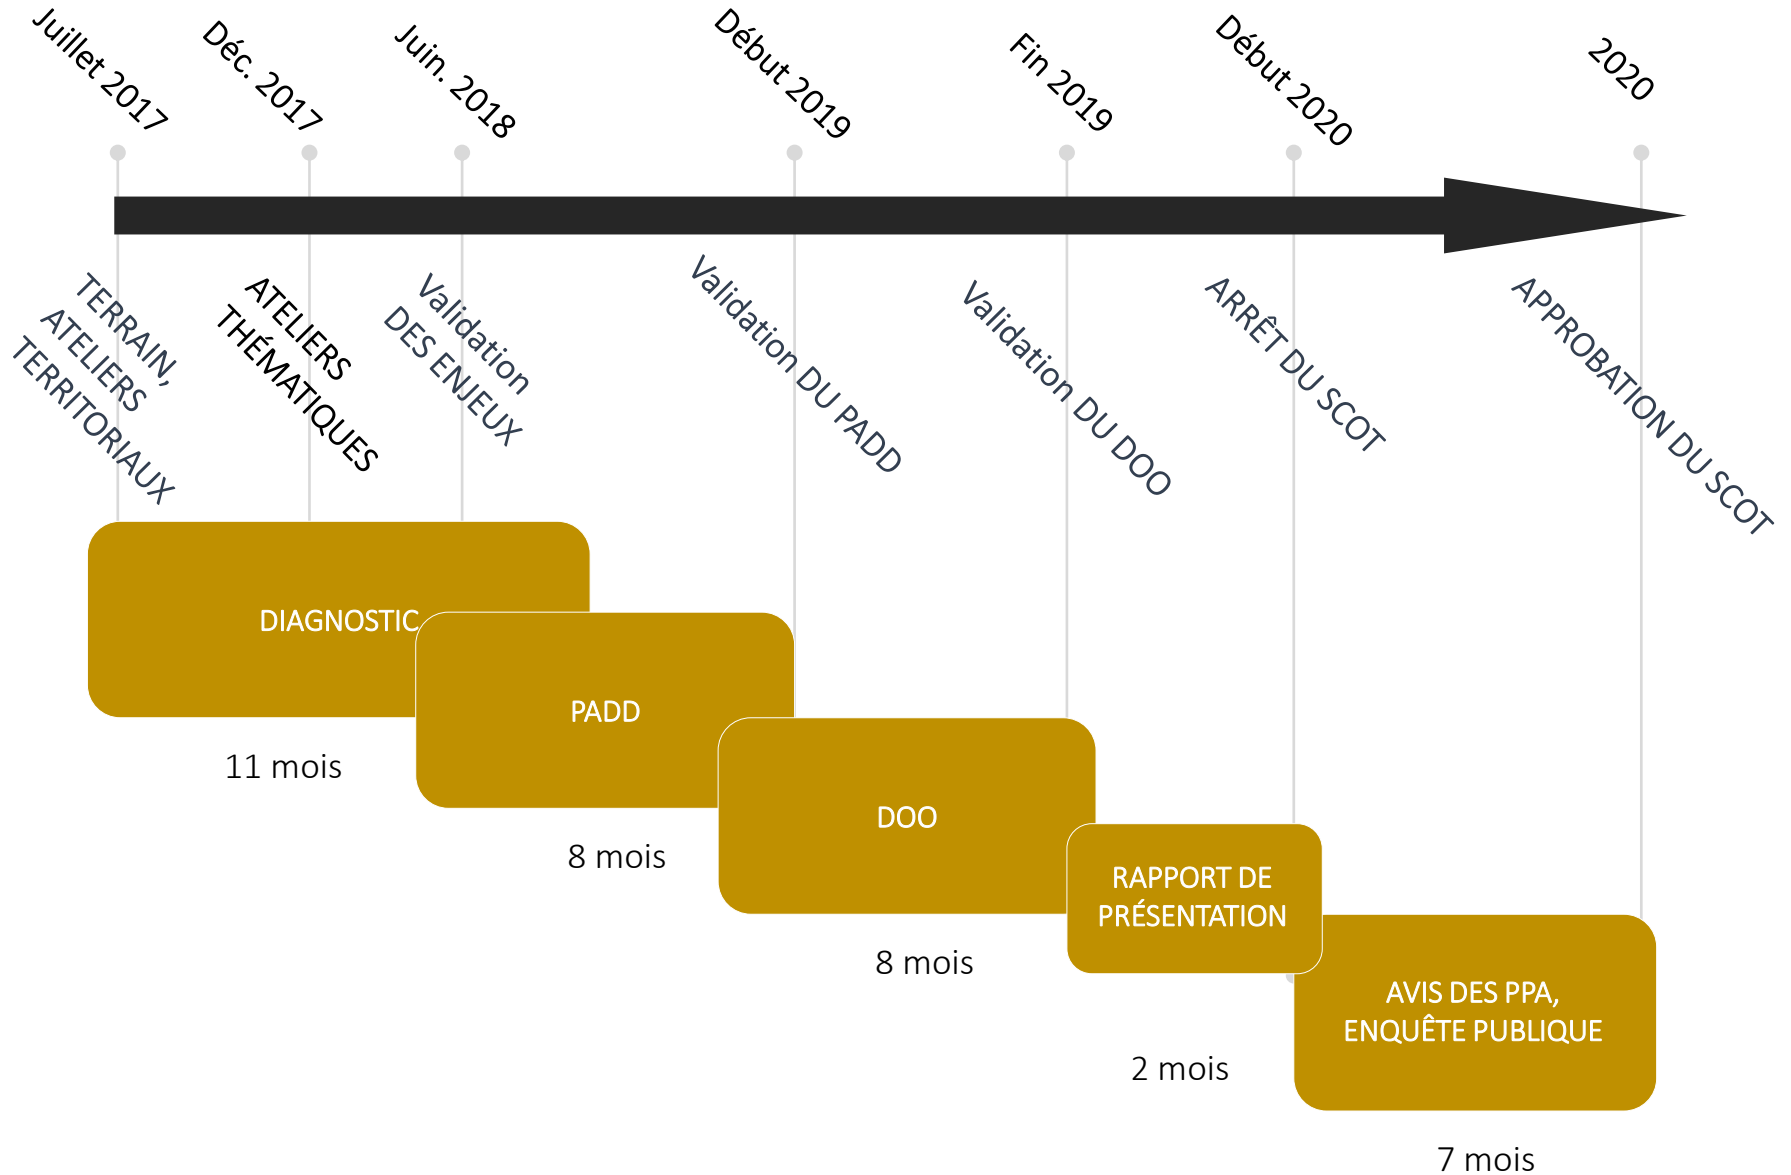 Juillet 2017
Déc. 2017
Juin. 2018
Début 2019
Fin 2019
Début 2020
2020
TERRAIN,
ATELIERS
TERRITORIAUX
ATELIERS
THÉMATIQUES
Validation
DES ENJEUX
Validation DU PADD
Validation DU DOO
ARRÊT DU SCOT
APPROBATION DU SCOT
DIAGNOSTIC
11 mois
PADD
8 mois
DOO
8 mois
RAPPORT DE
PRÉSENTATION
2 mois
AVIS DES PPA,
ENQUÊTE PUBLIQUE
7 mois